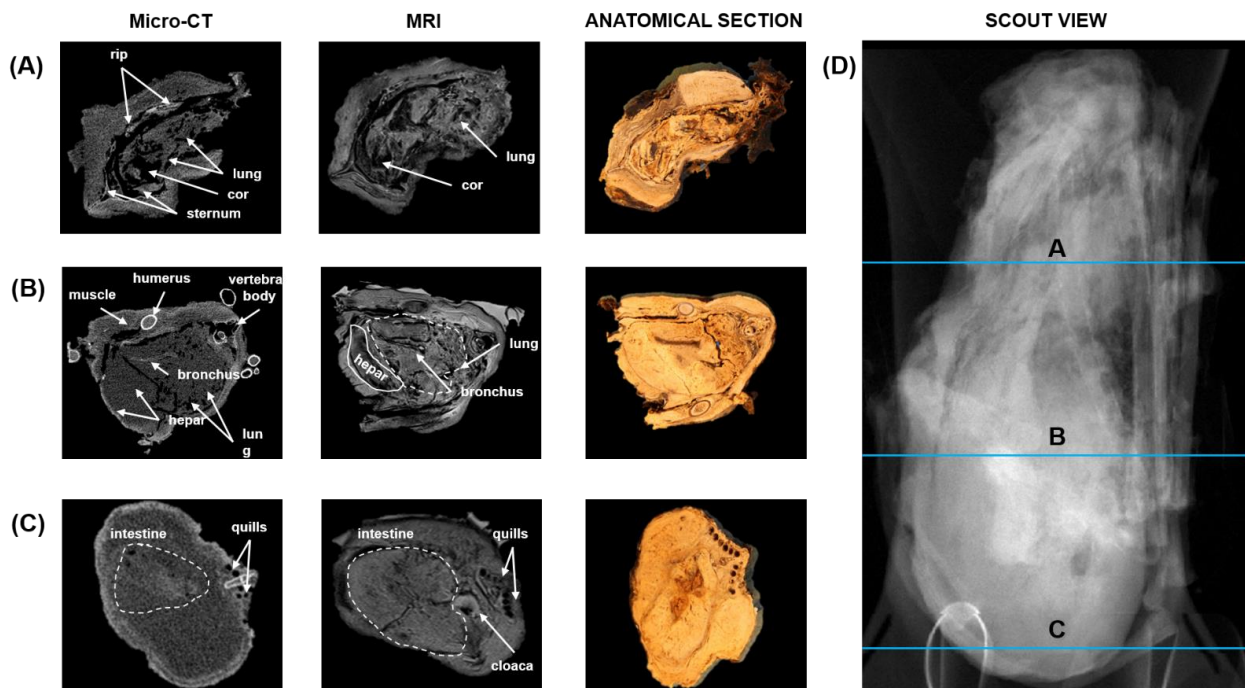 Micro-CT
MRI
ANATOMICAL SECTION
SCOUT VIEW
(A)
rip
lung
cor
sternum
lung
cor
(D)
A
B
C
(B)
humerus
vertebra
body
muscle
bronchus
hepar
lun
g
hepar
lung
bronchus
(C)
intestine
quills
intestine
quills
cloaca